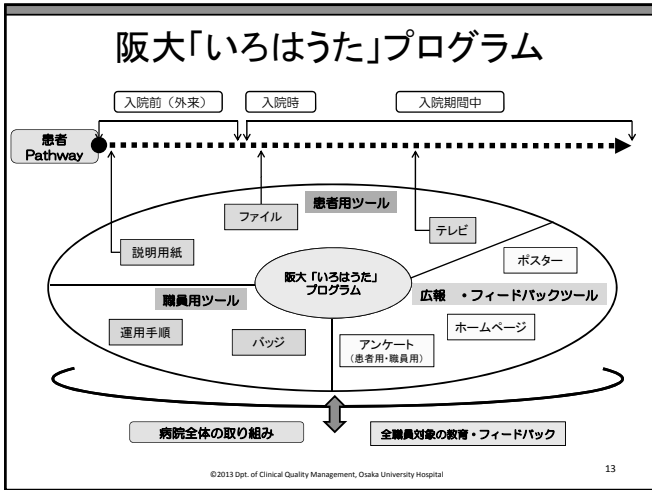 阪大「いろはうた」プログラム
入院前（外来）
入院時
入院期間中
患者
Pathway
患者用ツール
ファイル
テレビ
説明用紙
ポスター
阪大「いろはうた」
プログラム
職員用ツール
広報 ・フィードバックツール
運用手順
バッジ
アンケート
（患者用・職員用）
ホームページ
病院全体の取り組み
全職員対象の教育・フィードバック
©2013 Dpt. of Clinical Quality Management, Osaka University Hospital
13